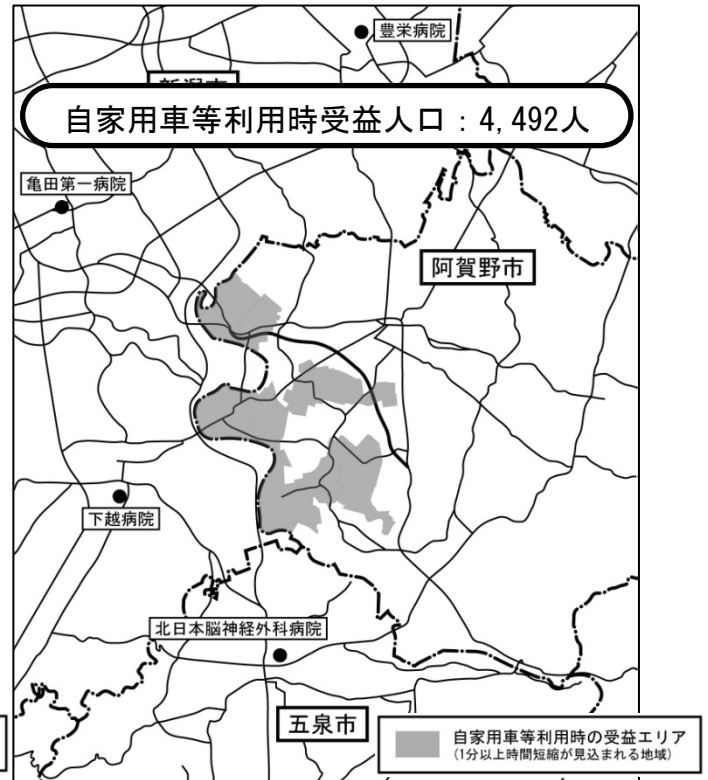 豊栄病院
自家用車等利用時受益人口：4,492人
亀田第一病院
阿賀野市
下越病院
北日本脳神経外科病院
五泉市
自家用車等利用時の受益エリア
(1分以上時間短縮が見込まれる地域)